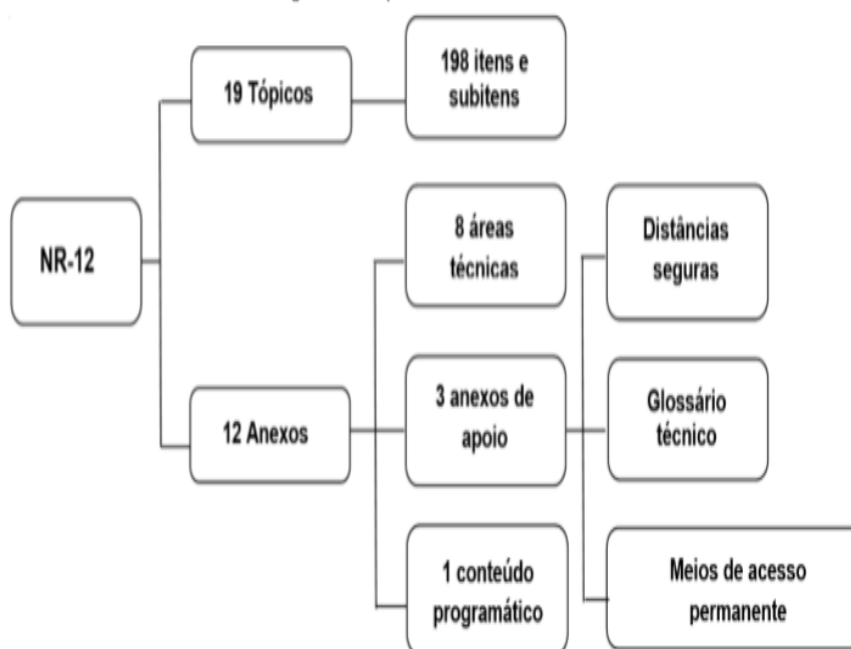 19 Tópicos
198 itens e
subitens
NR-12
8 áreas
técnicas
Distâncias
seguras
12 Anexos
3 anexos de
apoio
Glossário
técnico
1 conteúdo
programático
Meios de acesso
permanente